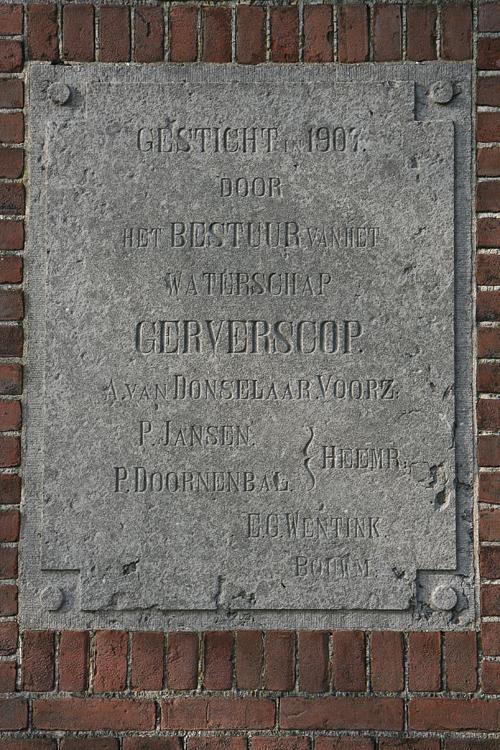 GESTICHT IN 1907.
DOOR
HET BESTUUR VAN HET
WATERSCHAP
GERVERSCOP.
A. VAN DONSELAAR. VOORZ.
P. JANSEN.
HEEMR.
P. DOORNENBAL.
E.G. WENTINK.
BOUWM.